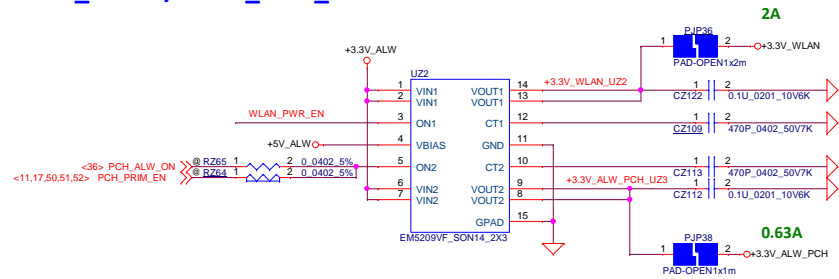 2A
PJP36
1 2
+3.3V_WLAN
PAD-OPEN1x2m
+3.3V_ALW
UZ2
1 VIN1 VOUT1 14 +3.3V_WLAN_UZ2
2 VIN1 VOUT1 13
1 2
CZ122 0.1U_0201_10V6K
WLAN_PWR_EN 3 ON1 CT1 12
1 2
CZ109 470P_0402_50V7K
+5V_ALW 4 VBIAS GND 11
<36> PCH_ALW_ON @ RZ65 1 2 0_0402_5% 5 ON2 CT2 10
<11,17,50,51,52> PCH_PRIM_EN @ RZ64 1 2 0_0402_5%
1 2
CZ113 470P_0402_50V7K
6 VIN2 VOUT2 9 +3.3V_ALW_PCH_UZ3
7 VIN2 VOUT2 8
1 2
CZ112 0.1U_0201_10V6K
GPAD 15
EM5209VF_SON14_2X3
0.63A
PJP38
1 2
+3.3V_ALW_PCH
PAD-OPEN1x1m